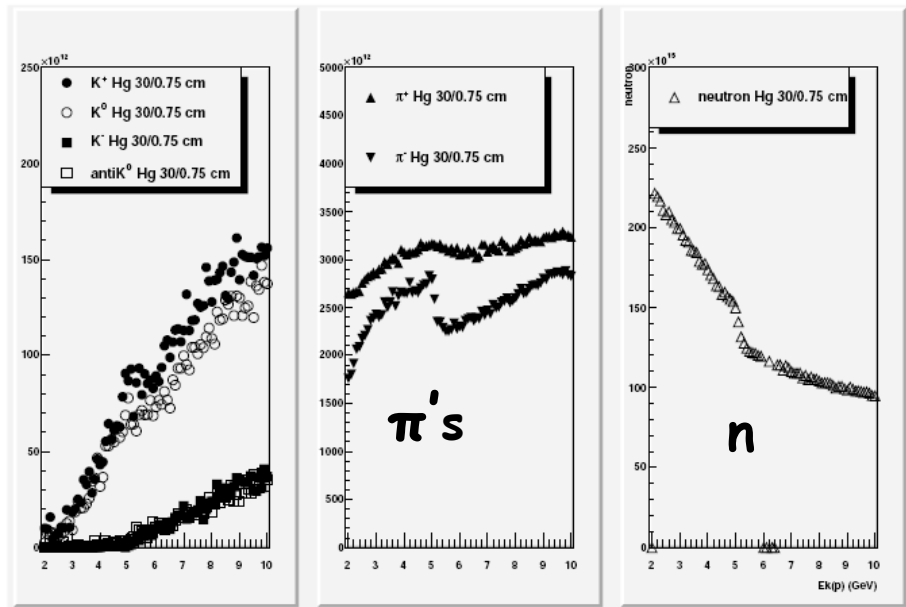 ×10¹²
K⁺ Hg 30/0.75 cm
K⁰ Hg 30/0.75 cm
K⁻ Hg 30/0.75 cm
antiK⁰ Hg 30/0.75 cm
250
200
150
100
50
0
2 3 4 5 6 7 8 9 10
×10¹²
π⁺ Hg 30/0.75 cm
π⁻ Hg 30/0.75 cm
5000
4500
4000
3500
3000
2500
2000
1500
1000
500
0
π's
2 3 4 5 6 7 8 9 10
×10¹⁵
neutron
neutron Hg 30/0.75 cm
300
250
200
150
100
50
0
n
2 3 4 5 6 7 8 9 10
Ek(p) (GeV)